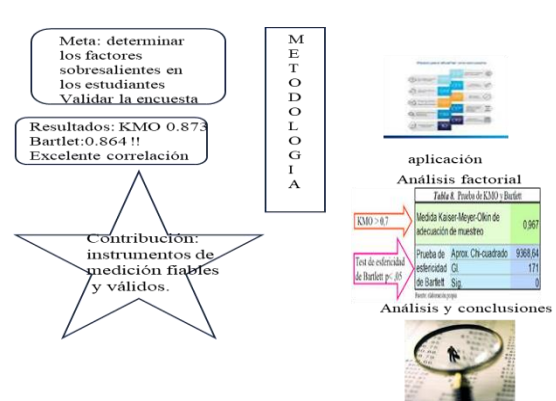 Meta: determinar
los factores
sobresalientes en
los estudiantes
Validar la encuesta
Resultados: KMO 0.873
Bartlet:0.864 !!
Excelente correlación
Contribución:
instrumentos de
medición fiables
y válidos.
M
E
T
O
D
O
L
O
G
I
A
aplicación
Análisis factorial
Tabla 8. Prueba de KMO y Bartlett
KMO > 0,7
Medida Kaiser-Meyer-Olkin de
adecuación de muestreo
0,967
Test de esfericidad
de Bartlett p< ,05
Prueba de
esfericidad
de Bartlett
Aprox. Chi-cuadrado 9368,64
Gl. 171
Sig. 0
Fuente: elaboración propia
Análisis y conclusiones